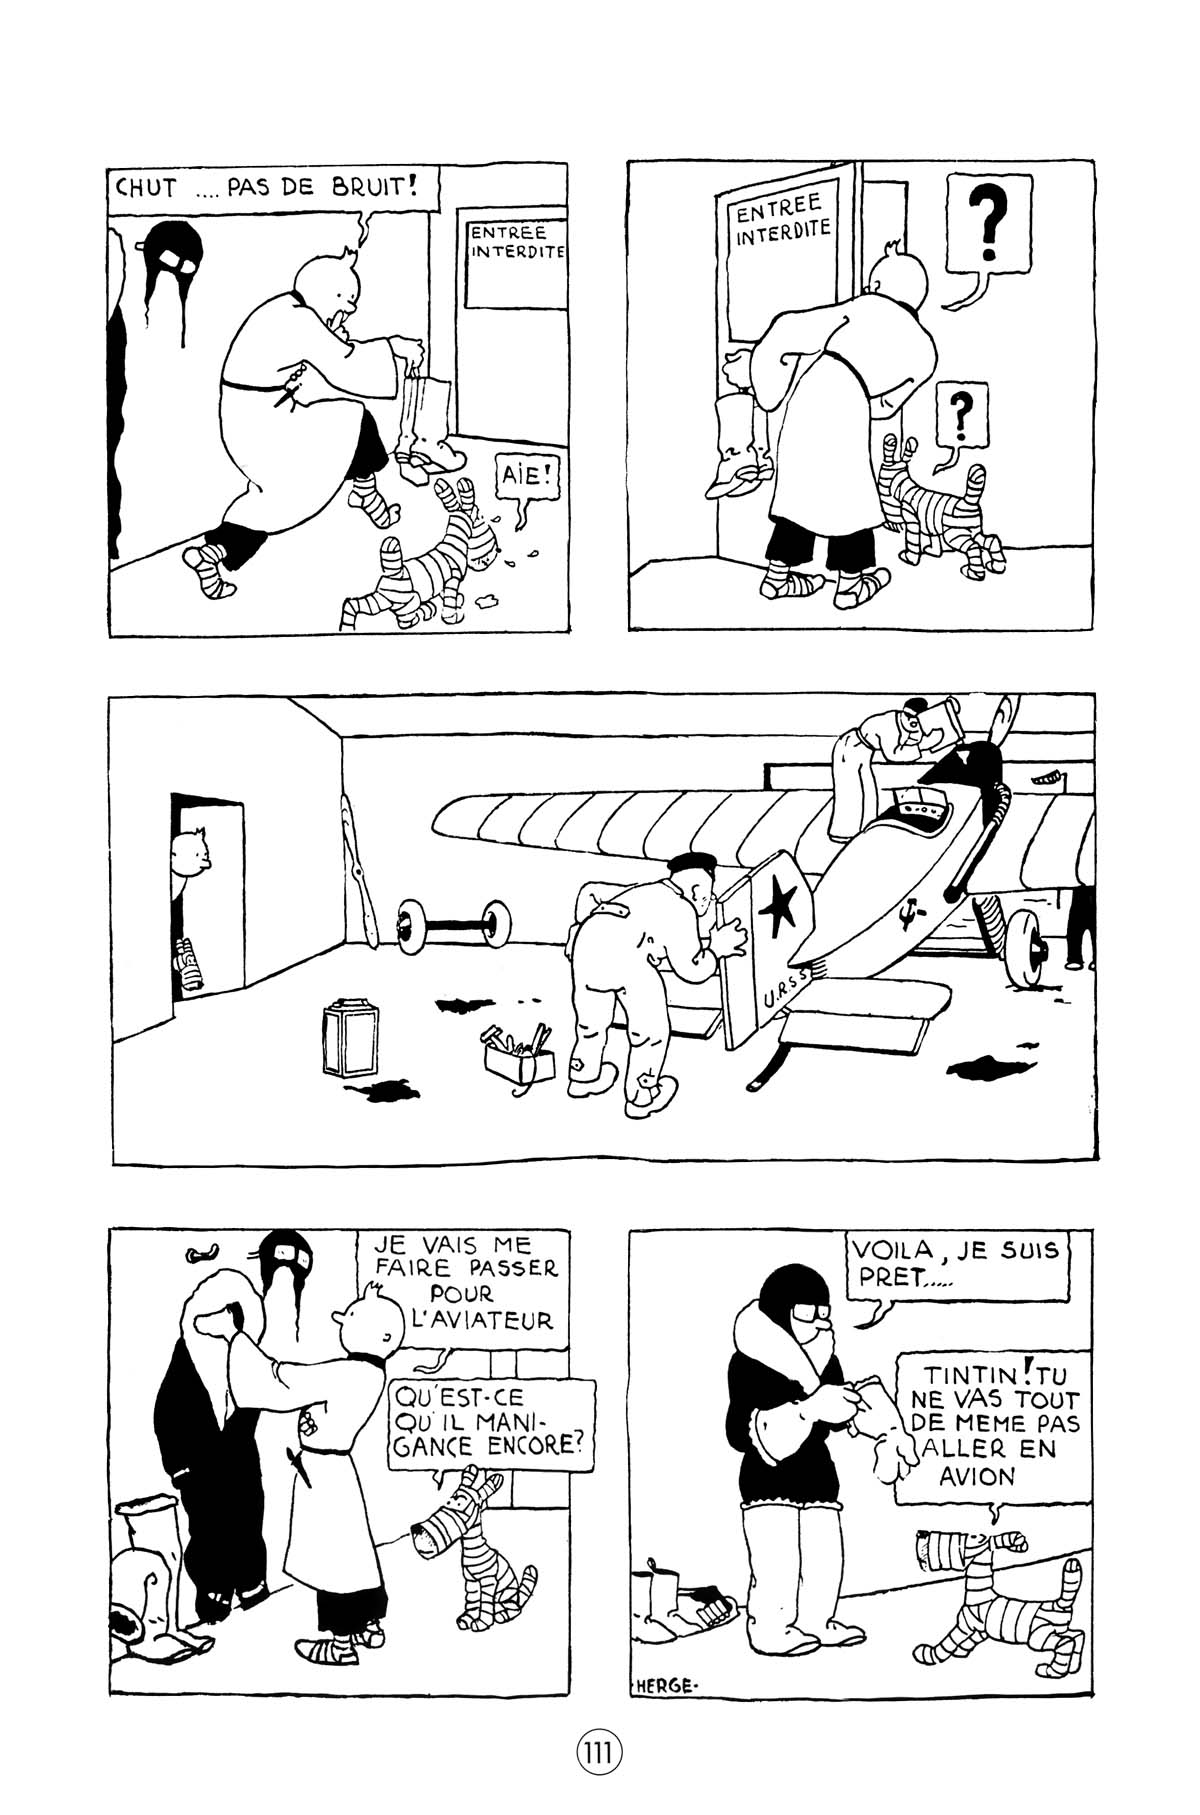 CHUT .... PAS DE BRUIT!
ENTREE
INTERDITE
AÏE!
ENTREE
INTERDITE
?
?
U.R.S.S.
JE VAIS ME
FAIRE PASSER
POUR
L'AVIATEUR
QU'EST-CE
QU'IL MANI-
GANCE ENCORE?
VOILA, JE SUIS
PRET.....
TINTIN! TU
NE VAS TOUT
DE MEME PAS
ALLER EN
AVION
·HERGE·
111